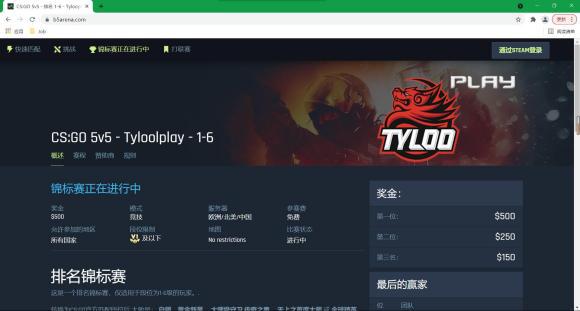 CS:GO 5v5 - 排名 1-6 - Tylooplay
b5arena.com
更新
应用
Job
阅读清单
快速匹配
挑战
锦标赛正在进行中
打联赛
通过STEAM登录
PLAY
TYLOO
CS:GO 5v5 - Tyloolplay - 1-6
概述
赛程
赞助商
规则
锦标赛正在进行中
奖金 模式 服务器 参赛费
$500 竞技 欧洲/北美/中国 免费
允许参加的地区 段位限制 地图 比赛状态
所有国家 及以下 No restrictions 进行中
排名锦标赛
这是一个排名锦标赛，仅适用于段位为1-6级的玩家。
奖金：
第一位: $500
第二位: $250
第三名: $150
最后的赢家
团队